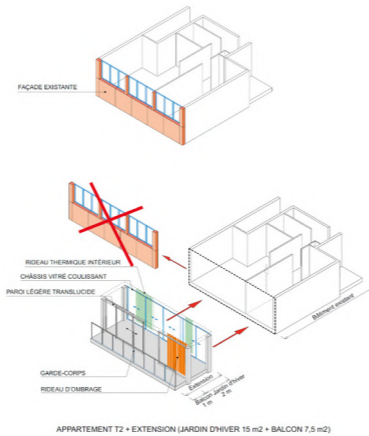 FAÇADE EXISTANTE
RIDEAU THERMIQUE INTÉRIEUR
CHÂSSIS VITRÉ COULISSANT
PAROI LÉGÈRE TRANSLUCIDE
Bâtiment existant
Extension
Balcon Jardin d'hiver
1 m 2 m
GARDE-CORPS
RIDEAU D'OMBRAGE
APPARTEMENT T2 + EXTENSION (JARDIN D'HIVER 15 m2 + BALCON 7,5 m2)